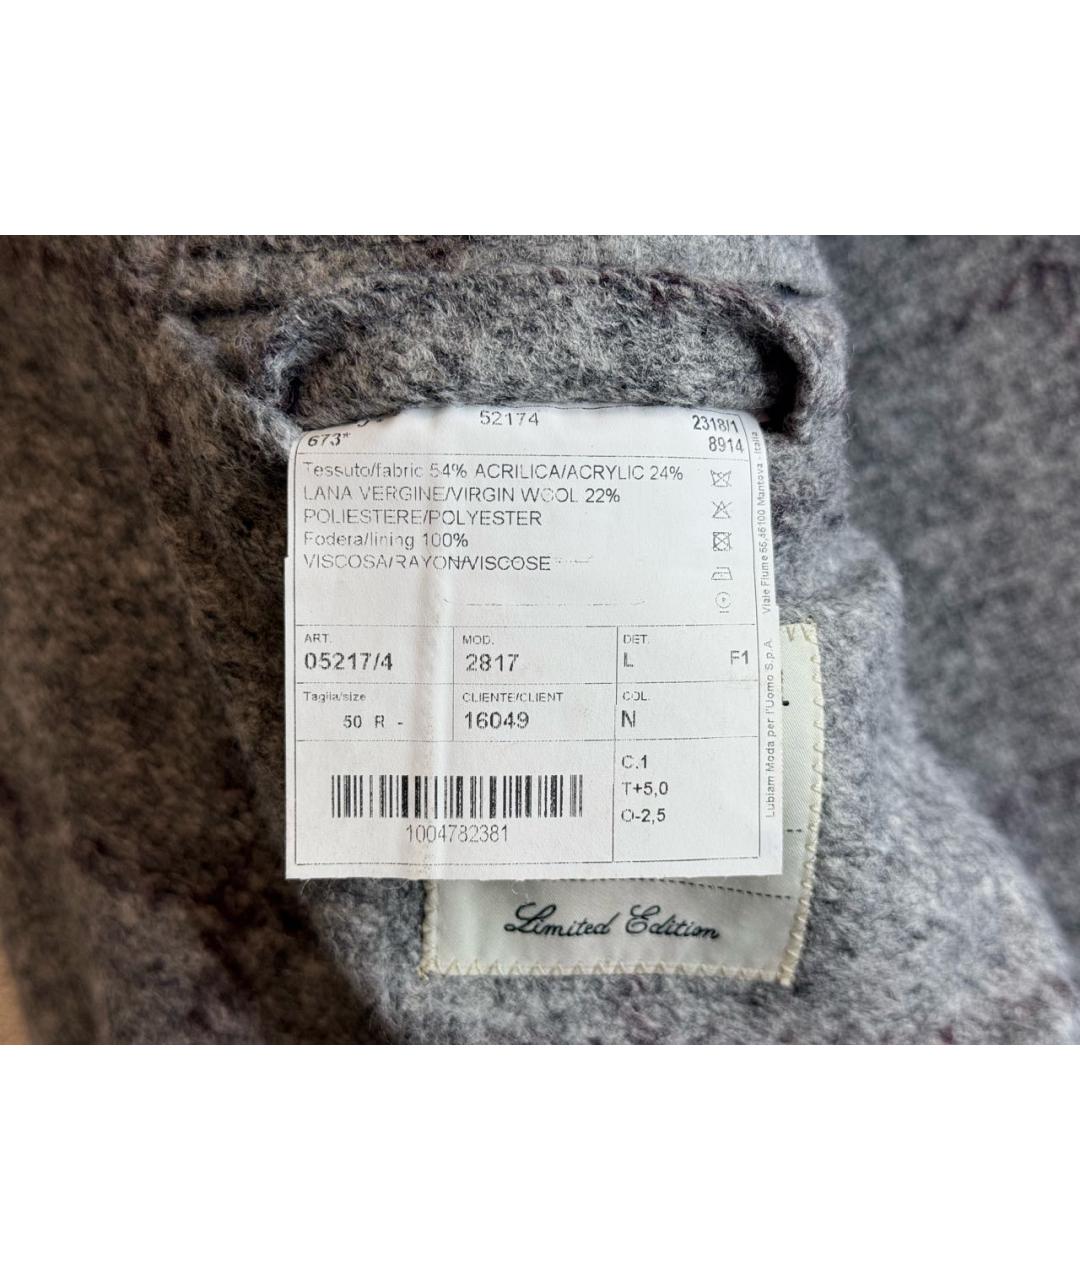 52174
2318/1
673*
8914
Tessuto/fabric 54% ACRILICA/ACRYLIC 24%
LANA VERGINE/VIRGIN WOOL 22%
POLIESTERE/POLYESTER
Fodera/lining 100%
VISCOSA/RAYON/VISCOSE
ART.
MOD.
DET.
05217/4
2817
L
F1
Taglia/size
CLIENTE/CLIENT
COL.
50 R -
16049
N
C.1
T+5,0
O-2,5
1004782381
Lubiam Moda per l'Uomo S.p.A. Viale Fiume 55,46100 Mantova - Italia
Limited Edition